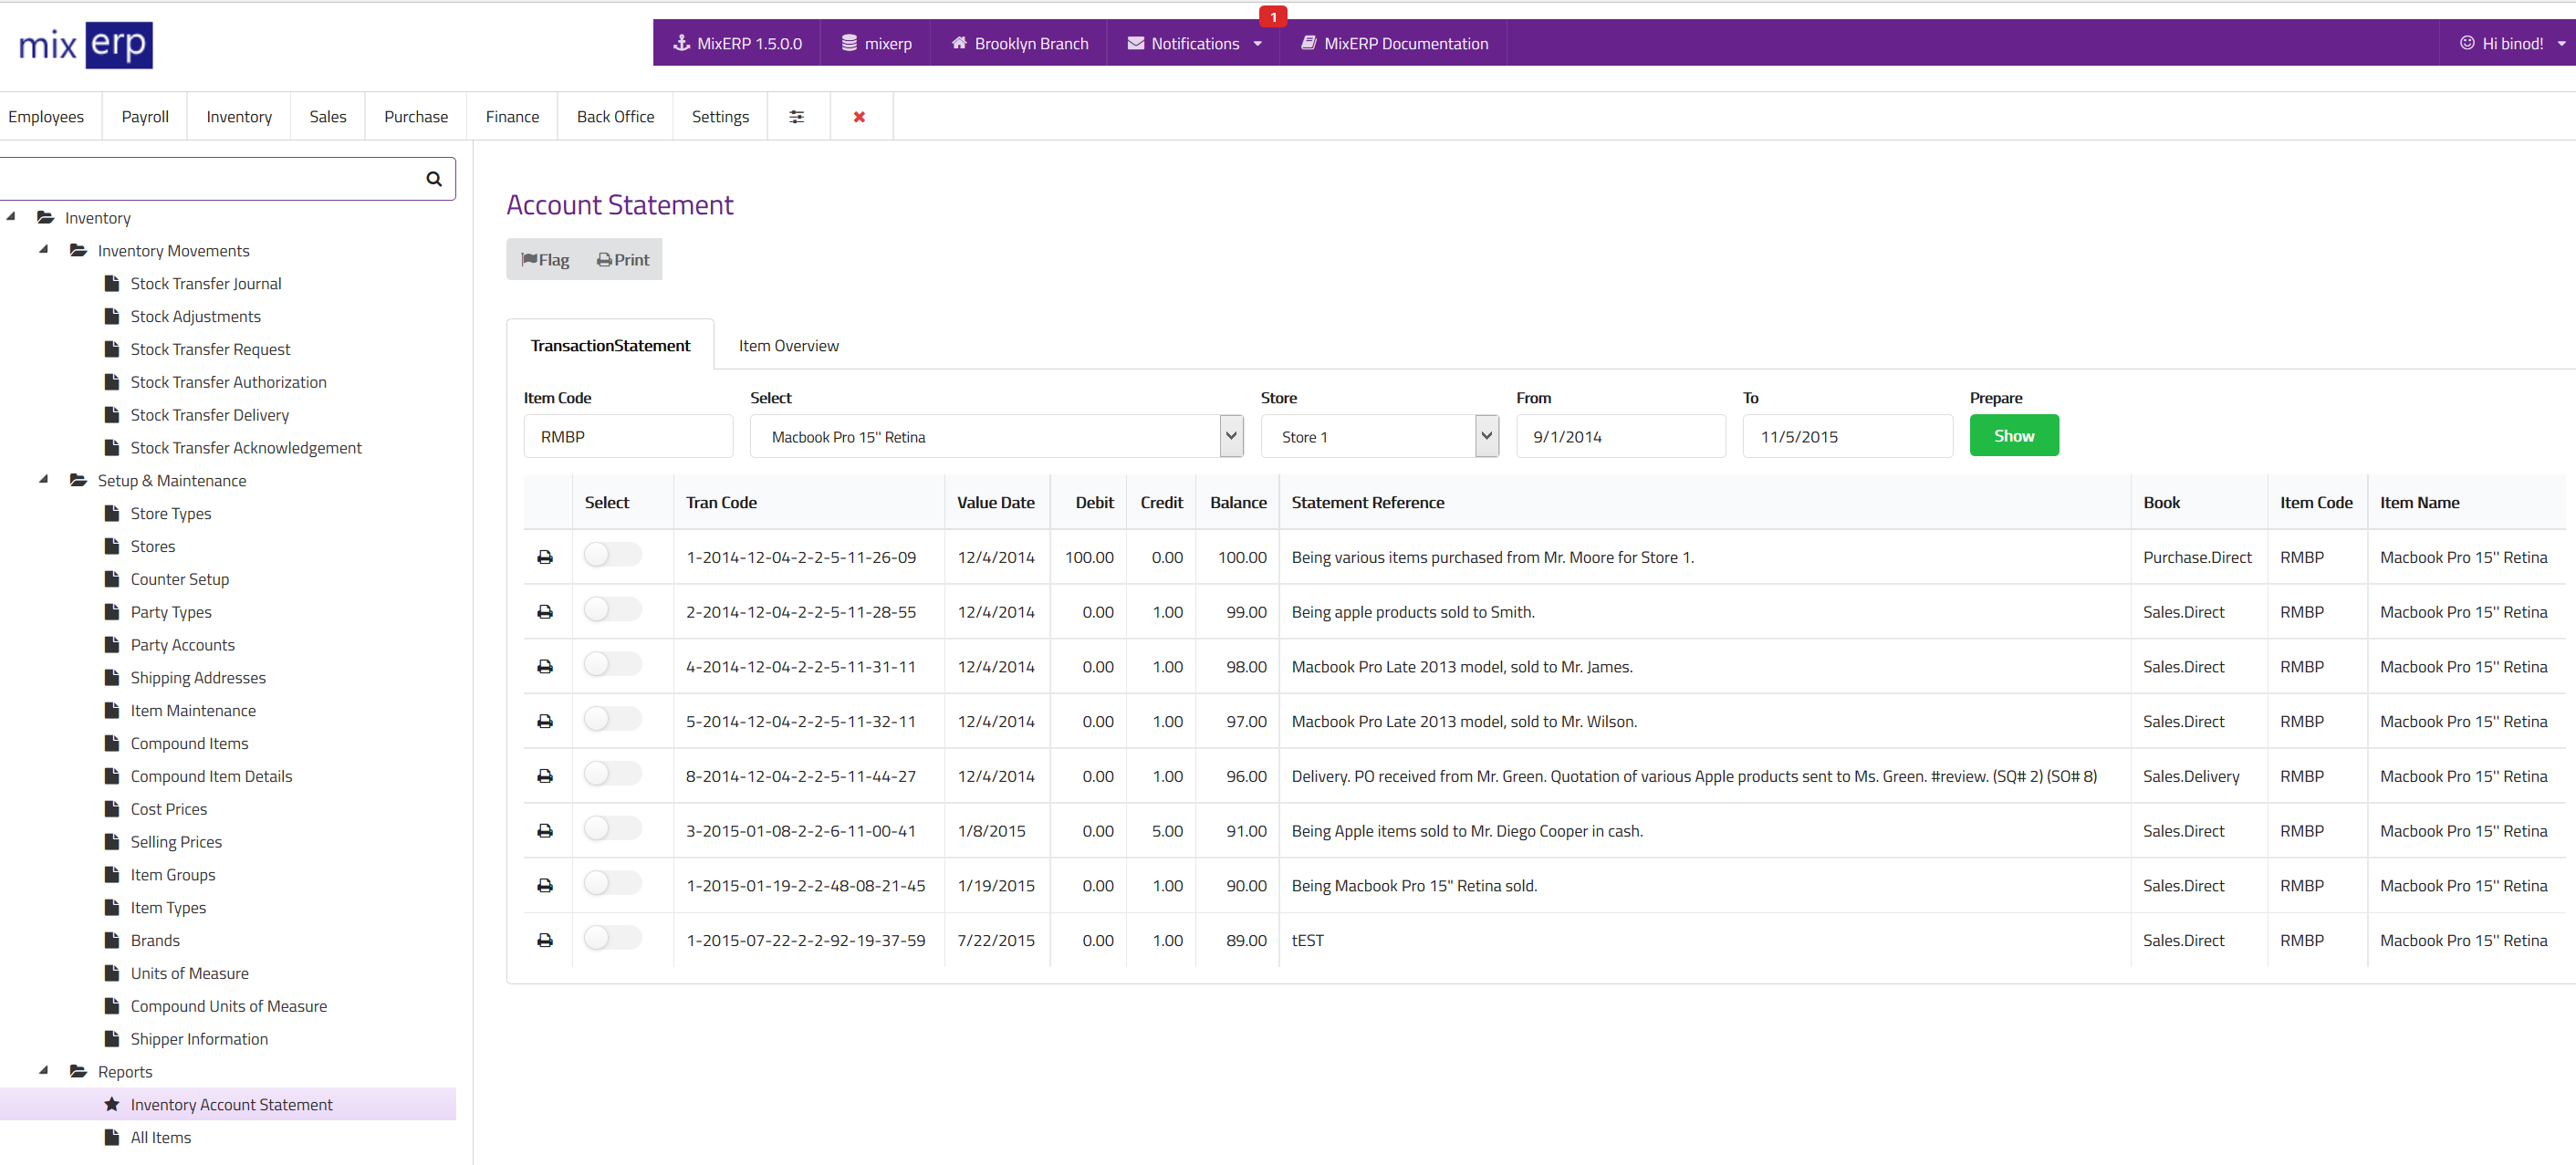 mix erp
1
MixERP 1.5.0.0 mixerp Brooklyn Branch Notifications MixERP Documentation Hi binod!
Employees Payroll Inventory Sales Purchase Finance Back Office Settings
Inventory
Inventory Movements
Stock Transfer Journal
Stock Adjustments
Stock Transfer Request
Stock Transfer Authorization
Stock Transfer Delivery
Stock Transfer Acknowledgement
Setup & Maintenance
Store Types
Stores
Counter Setup
Party Types
Party Accounts
Shipping Addresses
Item Maintenance
Compound Items
Compound Item Details
Cost Prices
Selling Prices
Item Groups
Item Types
Brands
Units of Measure
Compound Units of Measure
Shipper Information
Reports
Inventory Account Statement
All Items
Account Statement
Flag Print
TransactionStatement Item Overview
Item Code Select Store From To Prepare
RMBP Macbook Pro 15'' Retina Store 1 9/1/2014 11/5/2015 Show
Select Tran Code Value Date Debit Credit Balance Statement Reference Book Item Code Item Name
1-2014-12-04-2-2-5-11-26-09 12/4/2014 100.00 0.00 100.00 Being various items purchased from Mr. Moore for Store 1. Purchase.Direct RMBP Macbook Pro 15'' Retina
2-2014-12-04-2-2-5-11-28-55 12/4/2014 0.00 1.00 99.00 Being apple products sold to Smith. Sales.Direct RMBP Macbook Pro 15'' Retina
4-2014-12-04-2-2-5-11-31-11 12/4/2014 0.00 1.00 98.00 Macbook Pro Late 2013 model, sold to Mr. James. Sales.Direct RMBP Macbook Pro 15'' Retina
5-2014-12-04-2-2-5-11-32-11 12/4/2014 0.00 1.00 97.00 Macbook Pro Late 2013 model, sold to Mr. Wilson. Sales.Direct RMBP Macbook Pro 15'' Retina
8-2014-12-04-2-2-5-11-44-27 12/4/2014 0.00 1.00 96.00 Delivery. PO received from Mr. Green. Quotation of various Apple products sent to Ms. Green. #review. (SQ# 2) (SO# 8) Sales.Delivery RMBP Macbook Pro 15'' Retina
3-2015-01-08-2-2-6-11-00-41 1/8/2015 0.00 5.00 91.00 Being Apple items sold to Mr. Diego Cooper in cash. Sales.Direct RMBP Macbook Pro 15'' Retina
1-2015-01-19-2-2-48-08-21-45 1/19/2015 0.00 1.00 90.00 Being Macbook Pro 15" Retina sold. Sales.Direct RMBP Macbook Pro 15'' Retina
1-2015-07-22-2-2-92-19-37-59 7/22/2015 0.00 1.00 89.00 tEST Sales.Direct RMBP Macbook Pro 15'' Retina